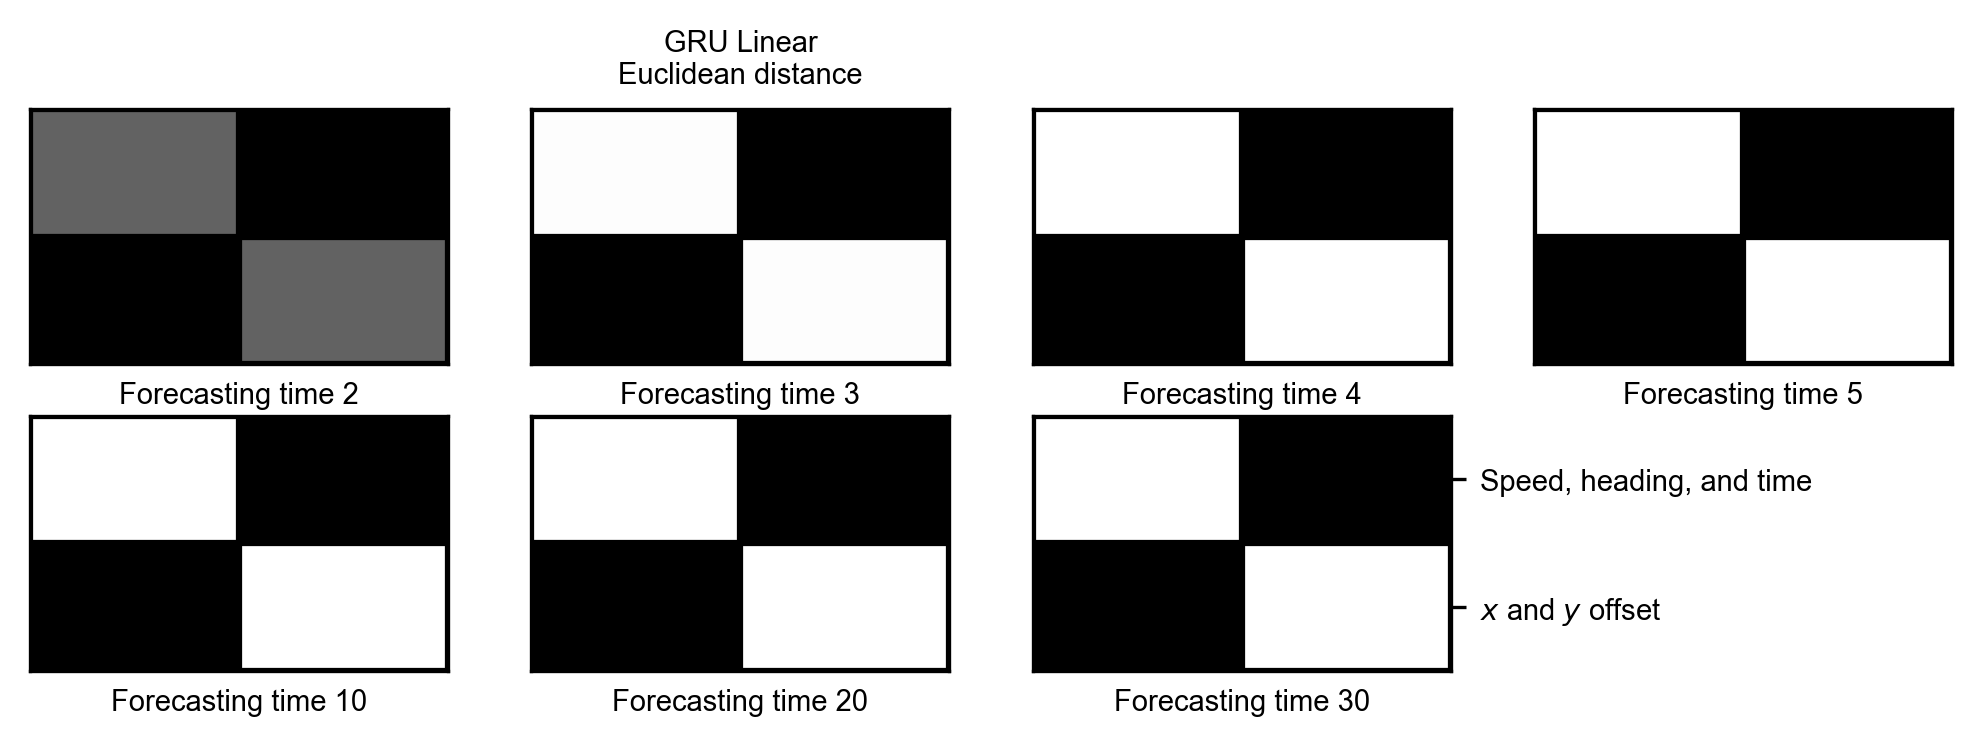 GRU Linear
Euclidean distance
Forecasting time 2
Forecasting time 3
Forecasting time 4
Forecasting time 5
Speed, heading, and time
x and y offset
Forecasting time 10
Forecasting time 20
Forecasting time 30